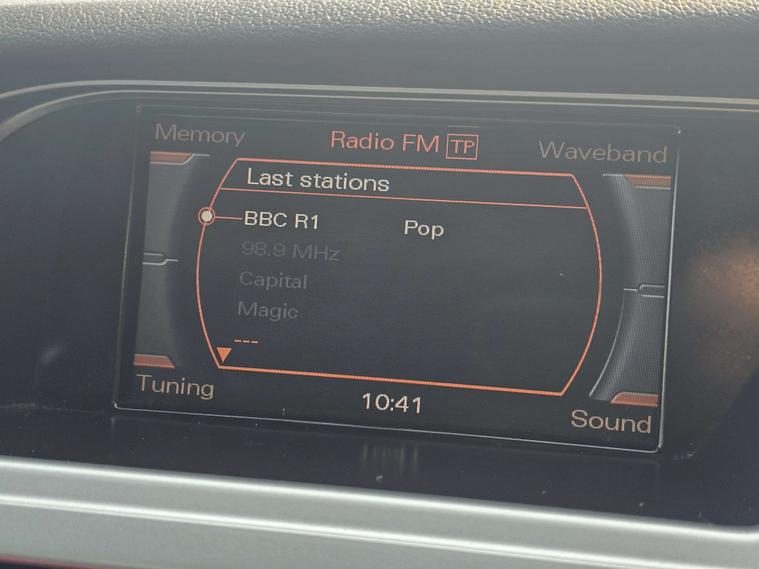 Memory Radio FM TP Waveband
Last stations
BBC R1 Pop
98.9 MHz
Capital
Magic
---
Tuning 10:41 Sound